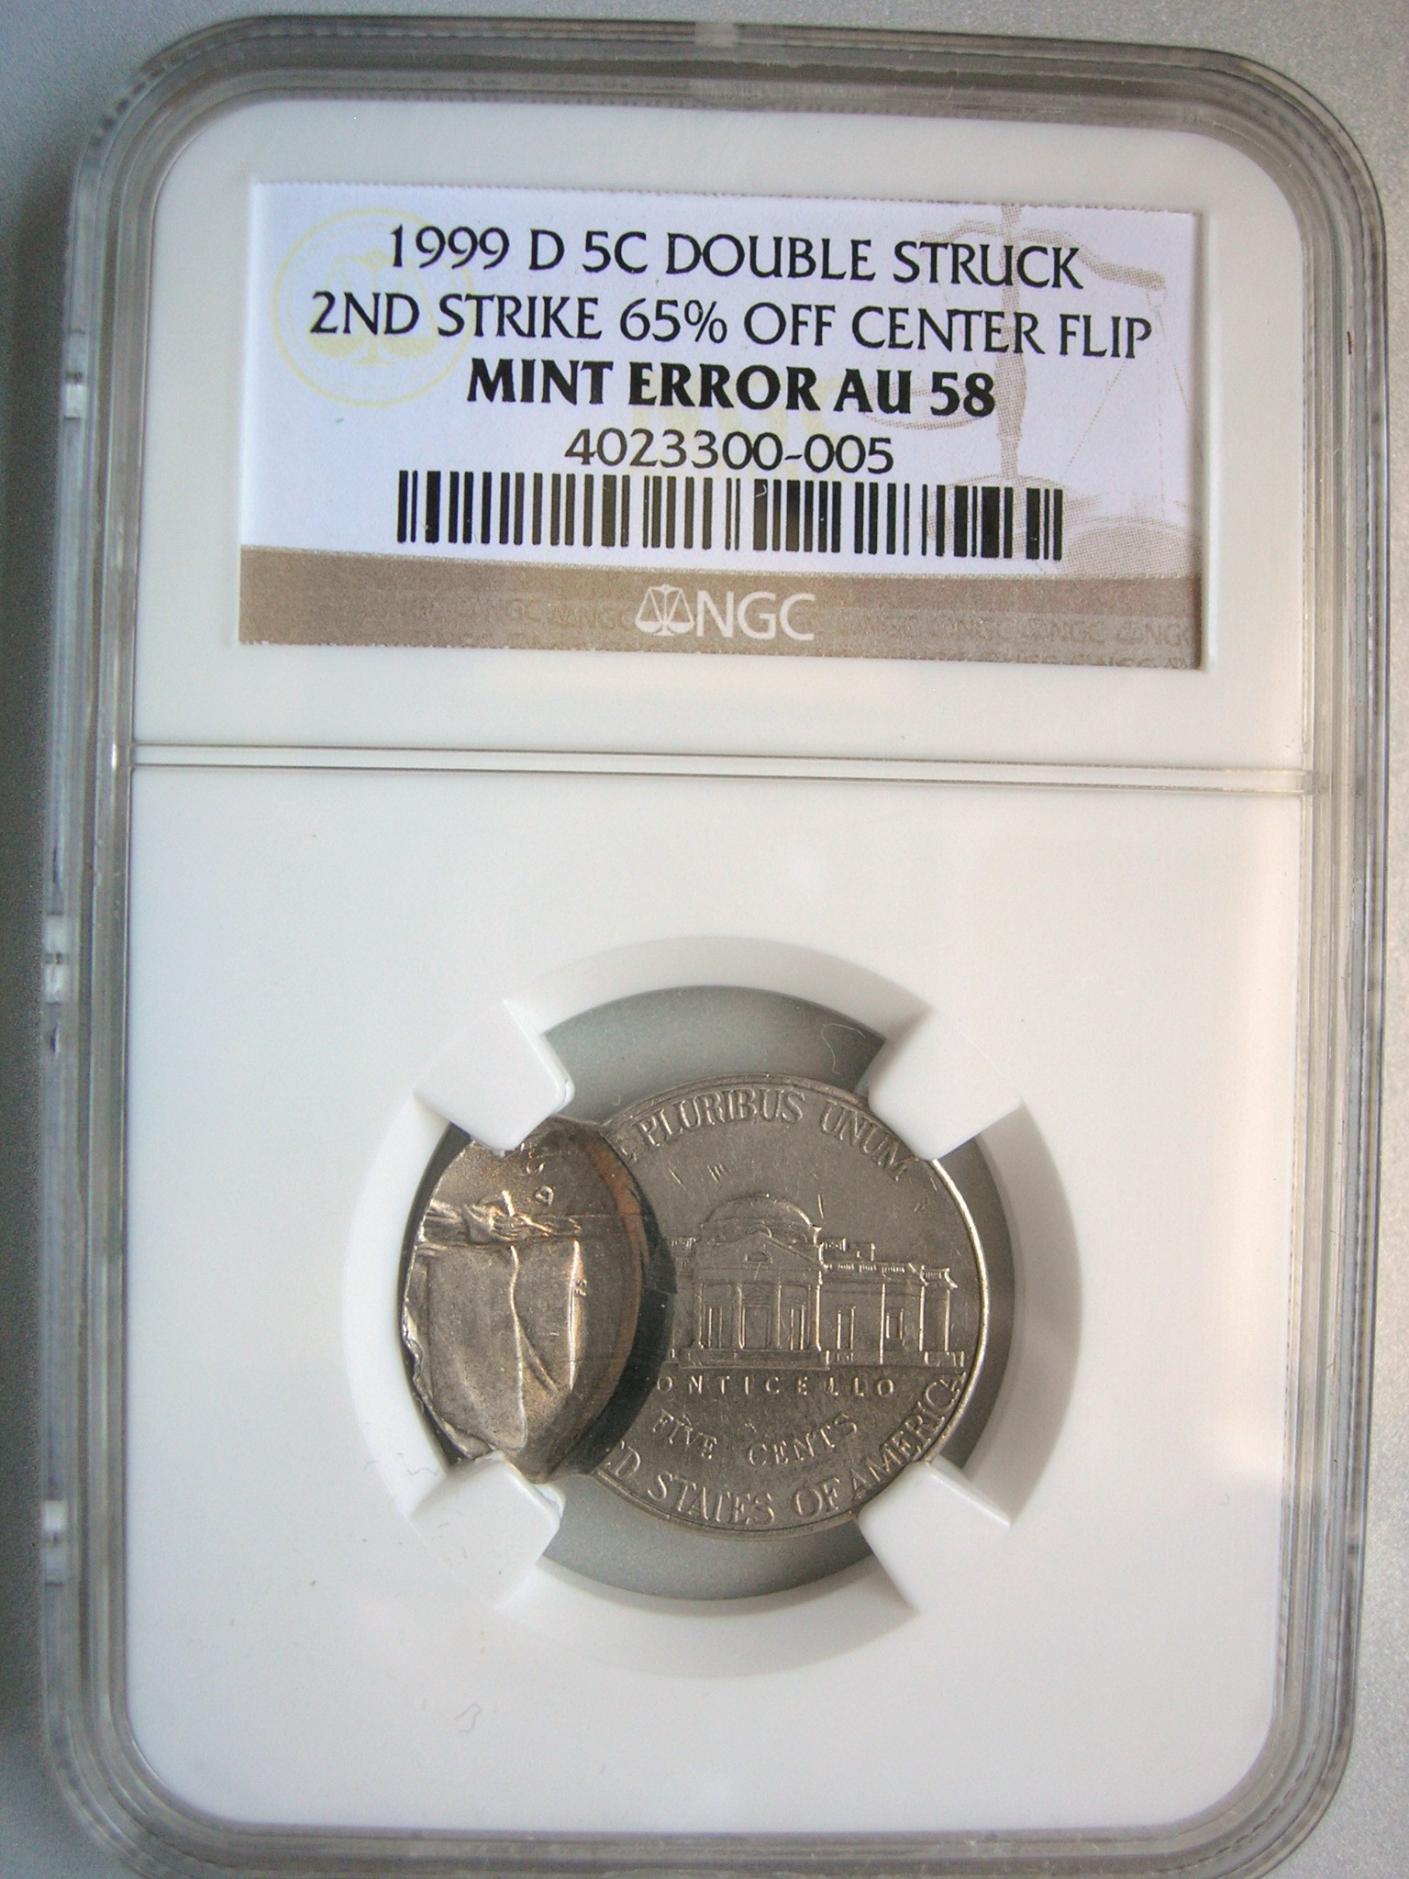 1999 D 5C DOUBLE STRUCK
2ND STRIKE 65% OFF CENTER FLIP
MINT ERROR AU 58
4023300-005
NGC
PLURIBUS UNUM
ONTICELLO
FIVE CENTS
D STATES OF AMERICA